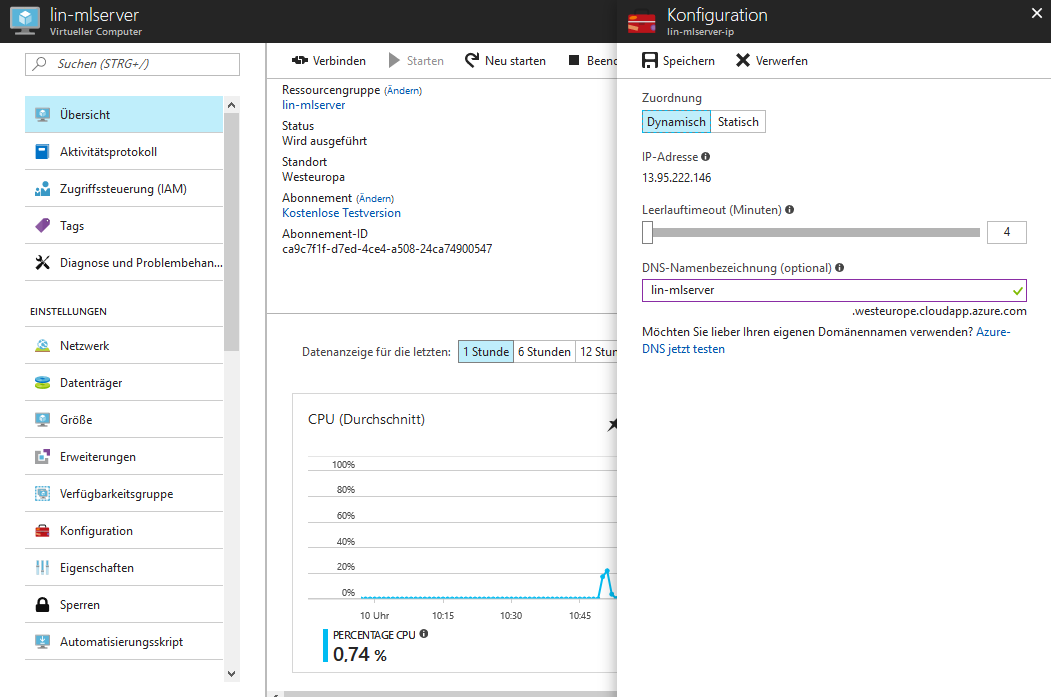 lin-mlserver
Virtueller Computer
Suchen (STRG+/)
Übersicht
Aktivitätsprotokoll
Zugriffssteuerung (IAM)
Tags
Diagnose und Problembehan...
EINSTELLUNGEN
Netzwerk
Datenträger
Größe
Erweiterungen
Verfügbarkeitsgruppe
Konfiguration
Eigenschaften
Sperren
Automatisierungsskript
Verbinden
Starten
Neu starten
Beend
Ressourcengruppe (Ändern)
lin-mlserver
Status
Wird ausgeführt
Standort
Westeuropa
Abonnement (Ändern)
Kostenlose Testversion
Abonnement-ID
ca9c7f1f-d7ed-4ce4-a508-24ca74900547
Datenanzeige für die letzten: 1 Stunde 6 Stunden 12 Stun
CPU (Durchschnitt)
100%
80%
60%
40%
20%
0%
10 Uhr 10:15 10:30 10:45
PERCENTAGE CPU
0,74 %
Konfiguration
lin-mlserver-ip
Speichern
Verwerfen
Zuordnung
Dynamisch Statisch
IP-Adresse
13.95.222.146
Leerlauftimeout (Minuten)
4
DNS-Namenbezeichnung (optional)
lin-mlserver
.westeurope.cloudapp.azure.com
Möchten Sie lieber Ihren eigenen Domänennamen verwenden? Azure-
DNS jetzt testen